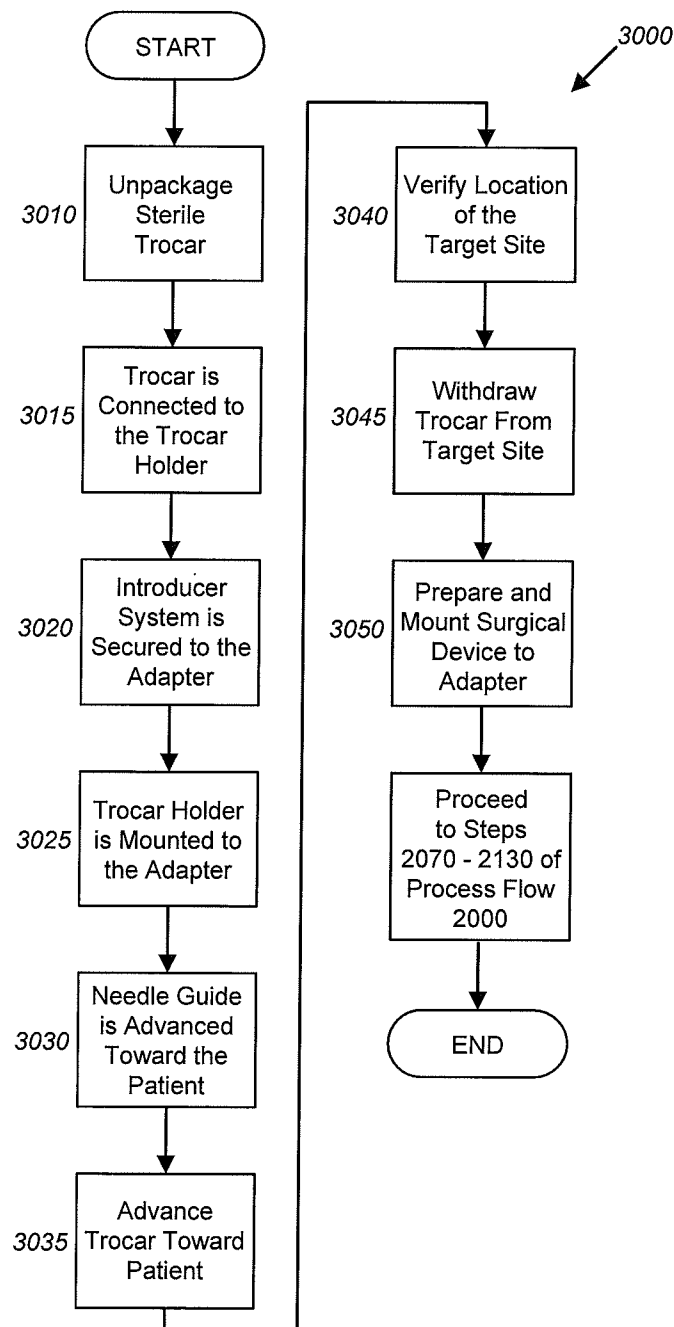 START
3000
3010
Unpackage
Sterile
Trocar
3015
Trocar is
Connected to
the Trocar
Holder
3020
Introducer
System is
Secured to the
Adapter
3025
Trocar Holder
is Mounted to
the Adapter
3030
Needle Guide
is Advanced
Toward the
Patient
3035
Advance
Trocar Toward
Patient
3040
Verify Location
of the
Target Site
3045
Withdraw
Trocar From
Target Site
3050
Prepare and
Mount Surgical
Device to
Adapter
Proceed
to Steps
2070 - 2130 of
Process Flow
2000
END